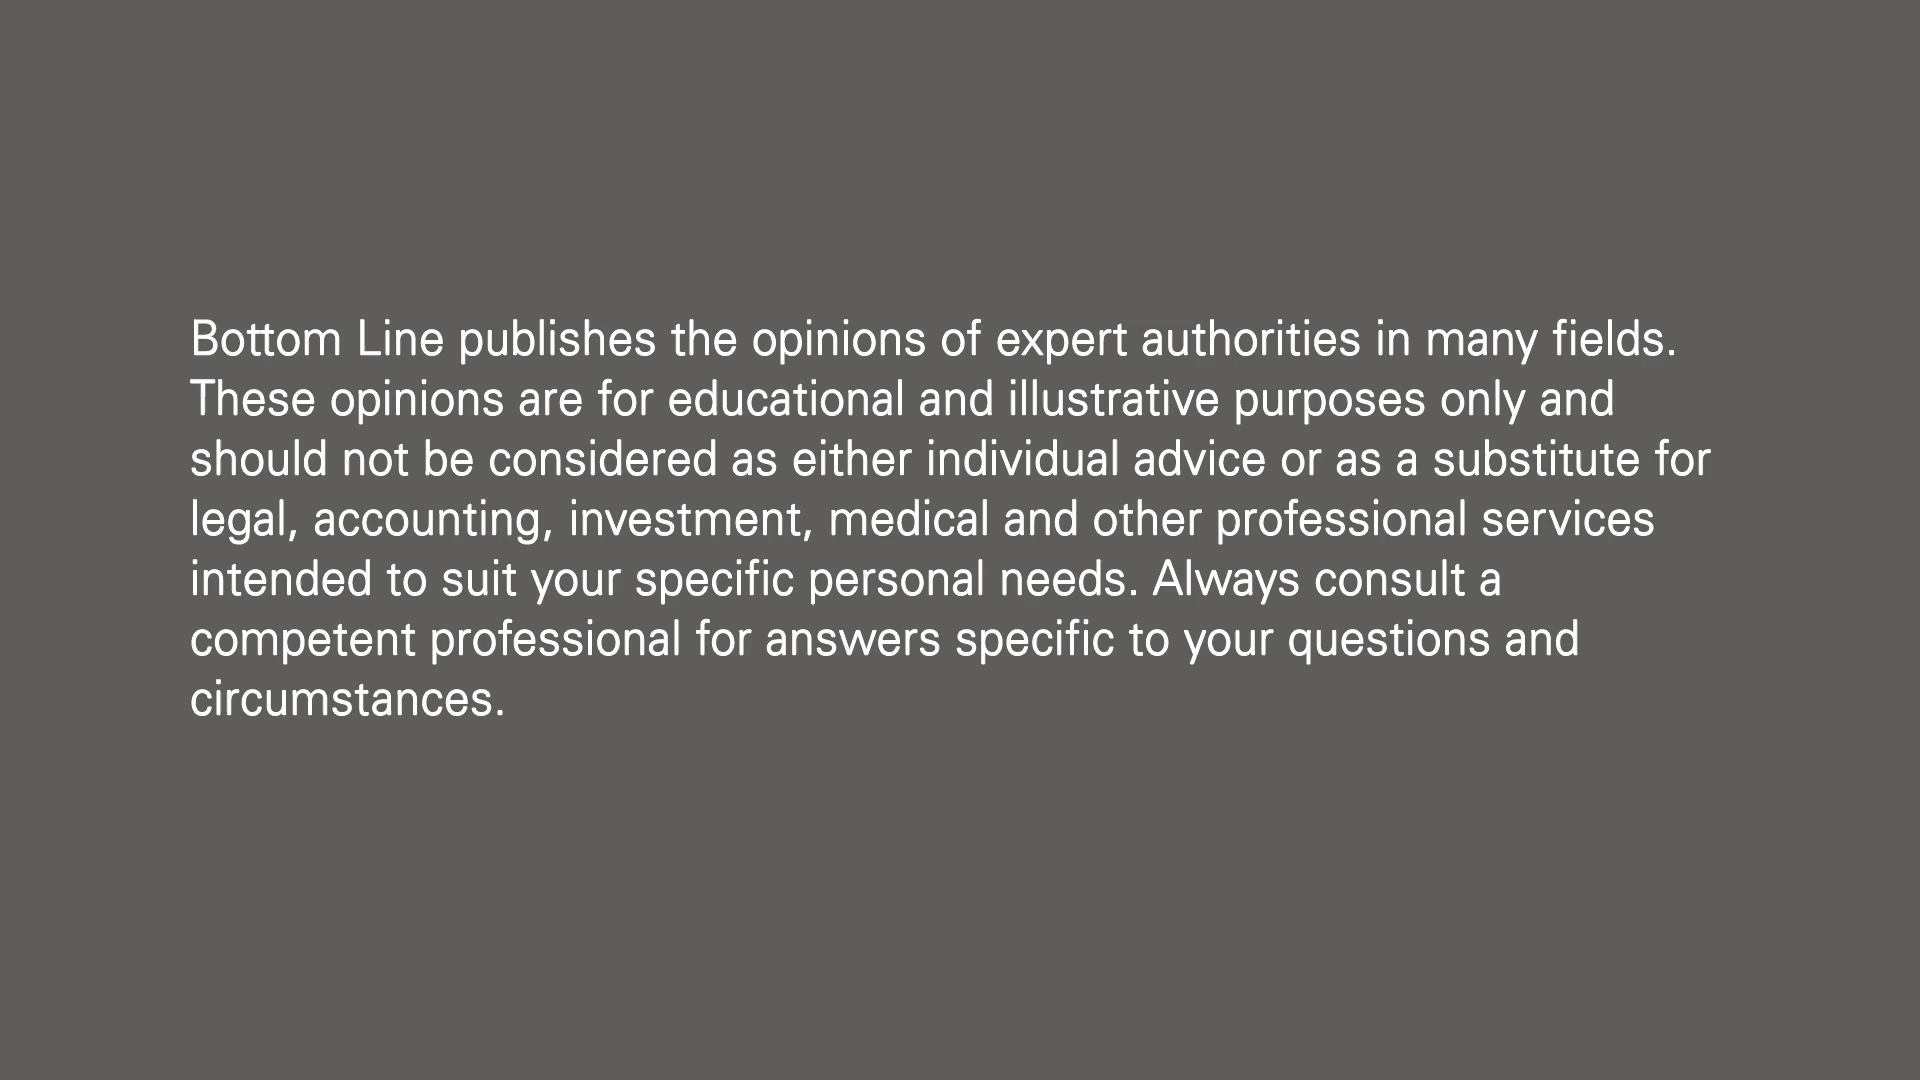 Bottom Line publishes the opinions of expert authorities in many fields.
These opinions are for educational and illustrative purposes only and
should not be considered as either individual advice or as a substitute for
legal, accounting, investment, medical and other professional services
intended to suit your specific personal needs. Always consult a
competent professional for answers specific to your questions and
circumstances.